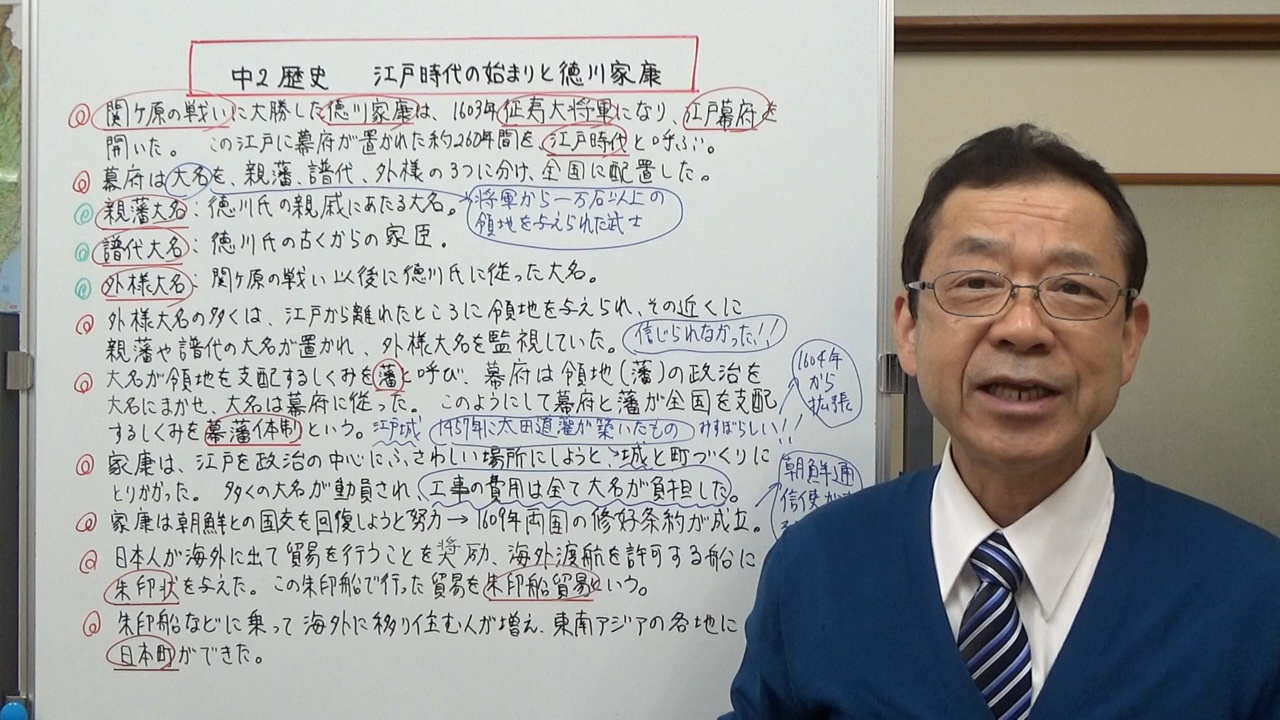 中2 歴史　江戸時代の始まりと徳川家康
関ケ原の戦いに大勝した徳川家康は、1603年征夷大将軍になり、江戸幕府を
開いた。 この江戸に幕府が置かれた約260年間を、江戸時代と呼ぶ。
幕府は大名を、親藩、譜代、外様の3つに分け、全国に配置した。
親藩大名：徳川氏の親戚にあたる大名。
将軍から一万石以上の
領地を与えられた武士
譜代大名：徳川氏の古くからの家臣。
外様大名：関ケ原の戦い以後に徳川氏に従った大名。
外様大名の多くは、江戸から離れたところに領地を与えられ、その近くに
親藩や譜代の大名が置かれ、外様大名を監視していた。
信じられなかった!!
大名が領地を支配するしくみを藩と呼び、幕府は領地(藩)の政治を
大名にまかせ、大名は幕府に従った。 このようにして幕府と藩が全国を支配
するしくみを幕藩体制という。
江戸城 1457年に太田道灌が築いたもの みすぼらしい!!
1604年
から
拡張
家康は、江戸を政治の中心にふさわしい場所にしようと、城と町づくりに
とりかかった。 多くの大名が動員され、工事の費用は全て大名が負担した。
朝鮮通
信使が
家康は朝鮮との国交を回復しようと努力→1609年両国の修好条約が成立。
日本人が海外に出て貿易を行うことを奨励、海外渡航を許可する船に
朱印状を与えた。 この朱印船で行った貿易を朱印船貿易という。
朱印船などに乗って海外に移り住む人が増え、東南アジアの各地に
日本町ができた。